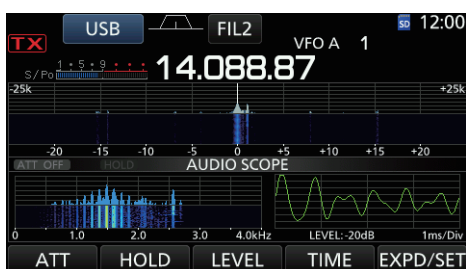 USB FIL2 SD 12:00
TX VFO A 1
S/Po 1 5 9 14.088.87
-25k +25k
-20 -15 -10 -5 0 +5 +10 +15 +20
ATT OFF HOLD AUDIO SCOPE
0 1.0 2.0 3.0 4.0kHz LEVEL:-20dB 1ms/Div
ATT HOLD LEVEL TIME EXPD/SET